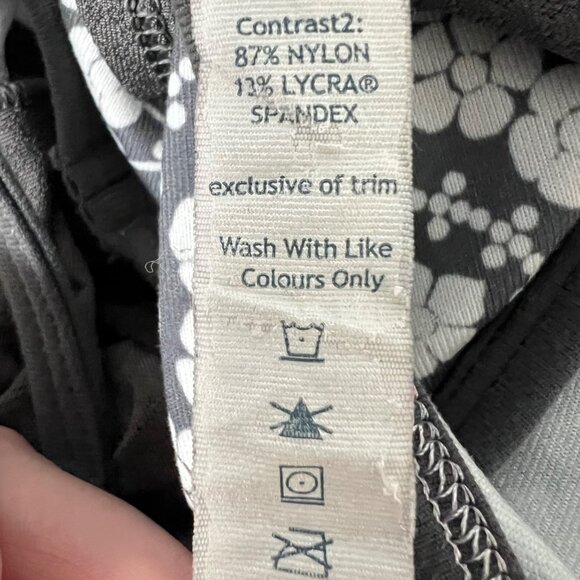 Contrast2:
87% NYLON
13% LYCRA®
SPANDEX
exclusive of trim
Wash With Like
Colours Only